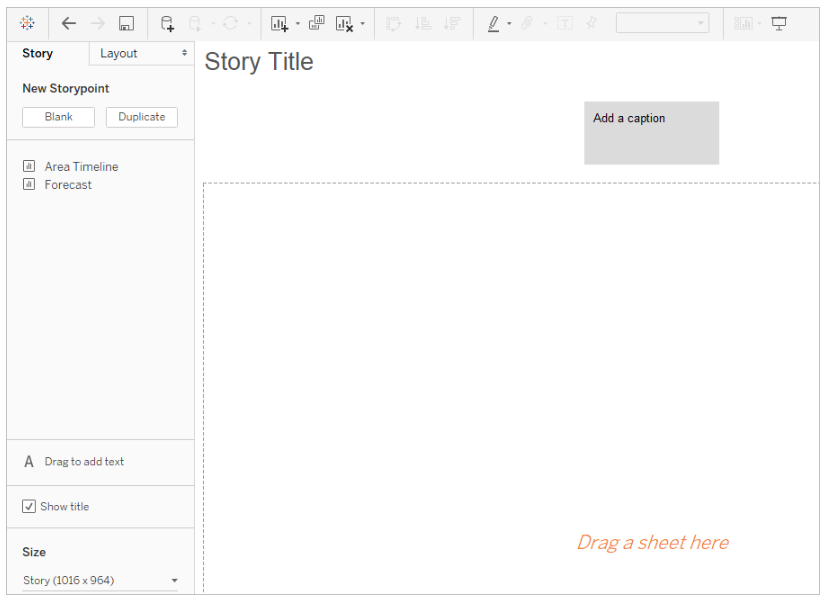 Story
Layout
New Storypoint
Blank
Duplicate
Area Timeline
Forecast
A
Drag to add text
Show title
Size
Story (1016 x 964)
Story Title
Add a caption
Drag a sheet here